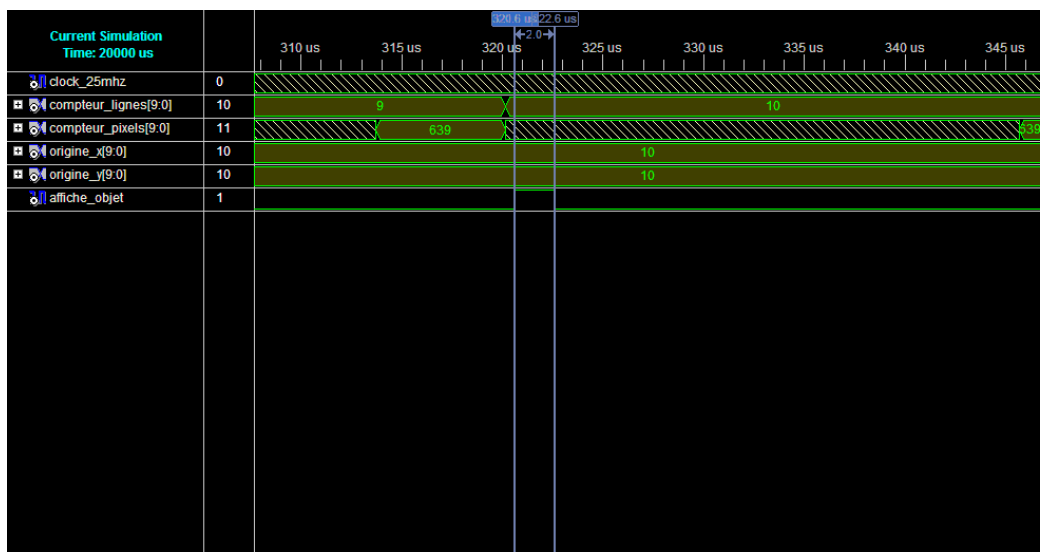 320.6 us 22.6 us
2.0
Current Simulation
Time: 20000 us
310 us 315 us 320 us 325 us 330 us 335 us 340 us 345 us
clock_25mhz 0
compteur_lignes[9:0] 10 9 10
compteur_pixels[9:0] 11 639 639
origine_x[9:0] 10 10
origine_y[9:0] 10 10
affiche_objet 1